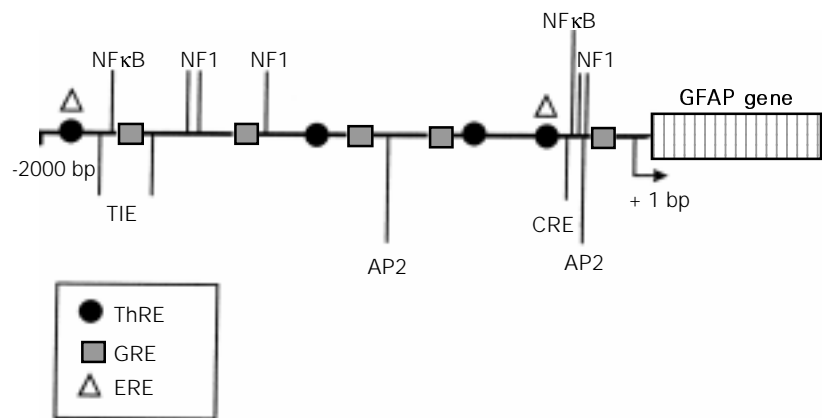 NFκB
NFκB NF1 NF1 NF1
GFAP gene
-2000 bp
+ 1 bp
TIE
CRE
AP2
AP2
ThRE
GRE
ERE